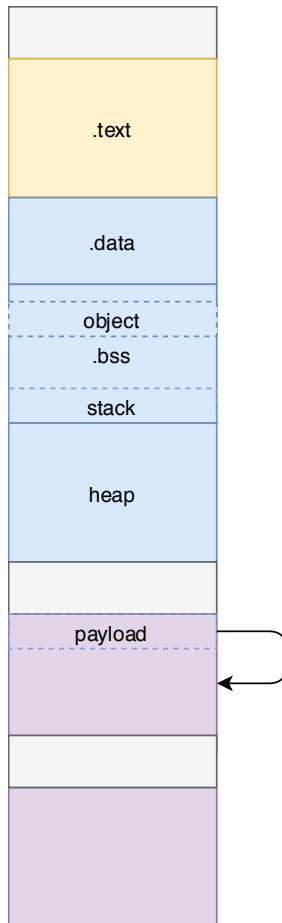 .text
.data
object
.bss
stack
heap
payload